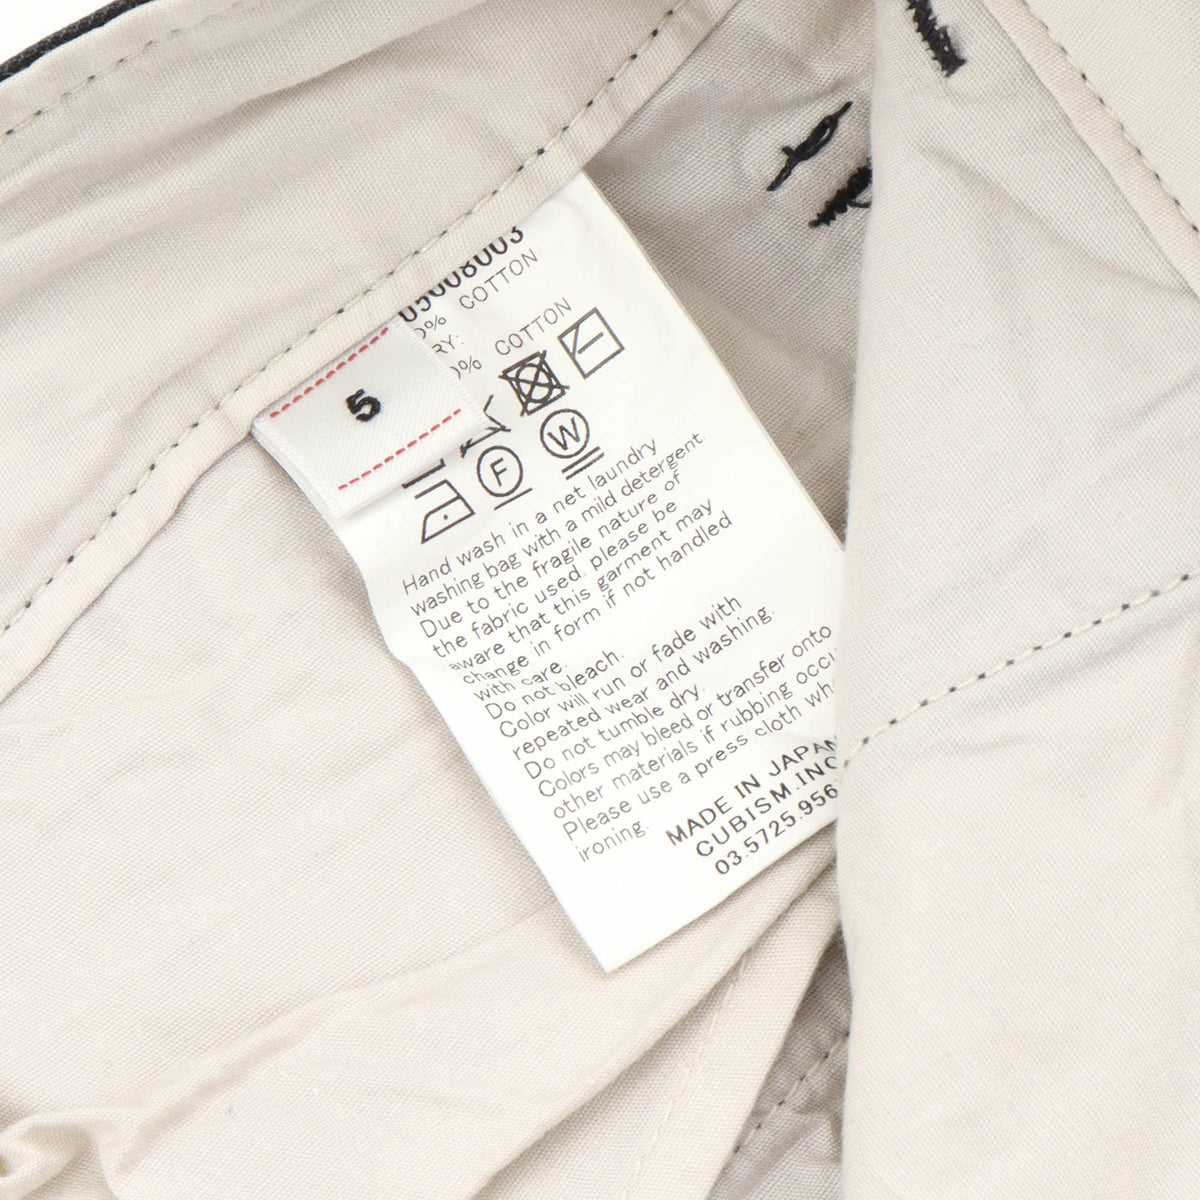 5
05008003
0% COTTON
RY:
0% COTTON
F
W
Hand wash in a net laundry
washing bag with a mild detergent.
Due to the fragile nature of
the fabric used, please be
aware that this garment may
change in form if not handled
with care.
Do not bleach.
Color will run or fade with
repeated wear and washing.
Do not tumble dry.
Colors may bleed or transfer onto
other materials if rubbing occu
Please use a press cloth wh
ironing.
MADE IN JAPAN
CUBISM.INC
03.5725.956